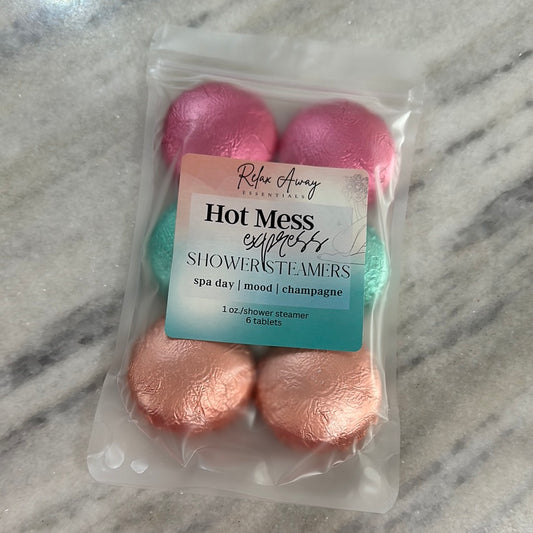 Relax Away
ESSENTIALS
Hot Mess
express
SHOWER STEAMERS
spa day | mood | champagne
1 oz./shower steamer
6 tablets